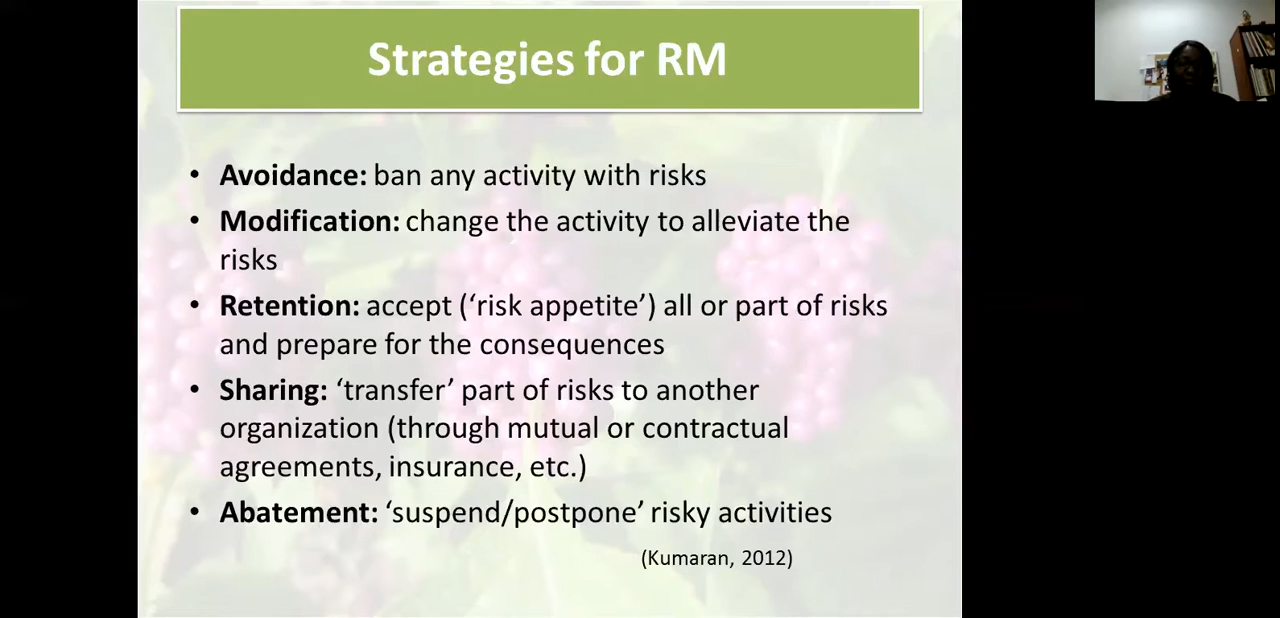 Strategies for RM
• Avoidance: ban any activity with risks
• Modification: change the activity to alleviate the
risks
• Retention: accept (‘risk appetite’) all or part of risks
and prepare for the consequences
• Sharing: ‘transfer’ part of risks to another
organization (through mutual or contractual
agreements, insurance, etc.)
• Abatement: ‘suspend/postpone’ risky activities
(Kumaran, 2012)